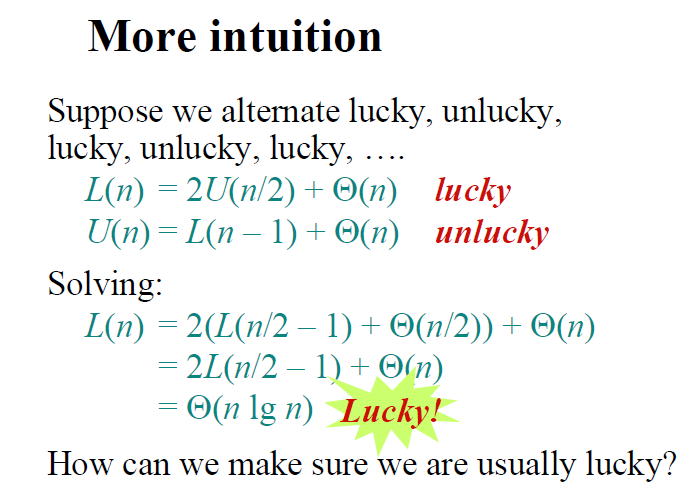 More intuition
Suppose we alternate lucky, unlucky,
lucky, unlucky, lucky, ….
L(n) = 2U(n/2) + Θ(n) lucky
U(n) = L(n – 1) + Θ(n) unlucky
Solving:
L(n) = 2(L(n/2 – 1) + Θ(n/2)) + Θ(n)
= 2L(n/2 – 1) + Θ(n)
= Θ(n lg n) Lucky!
How can we make sure we are usually lucky?